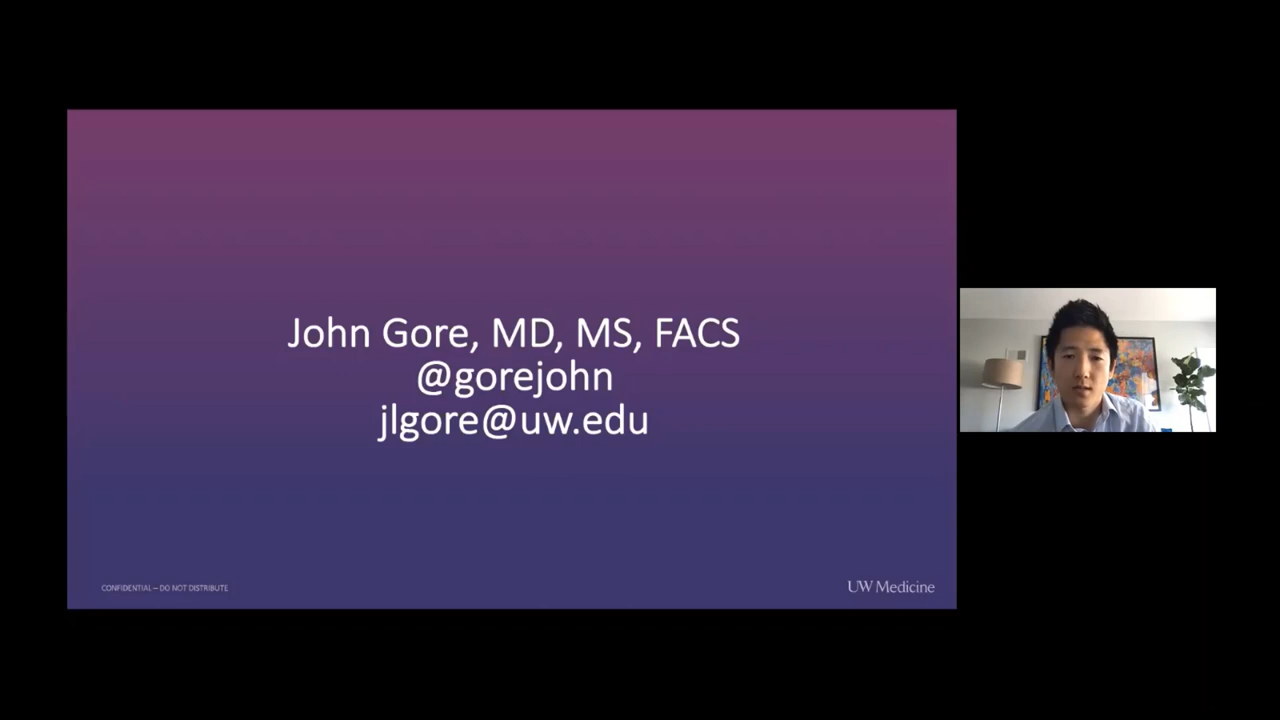 John Gore, MD, MS, FACS
@gorejohn
jlgore@uw.edu
CONFIDENTIAL – DO NOT DISTRIBUTE
UW Medicine